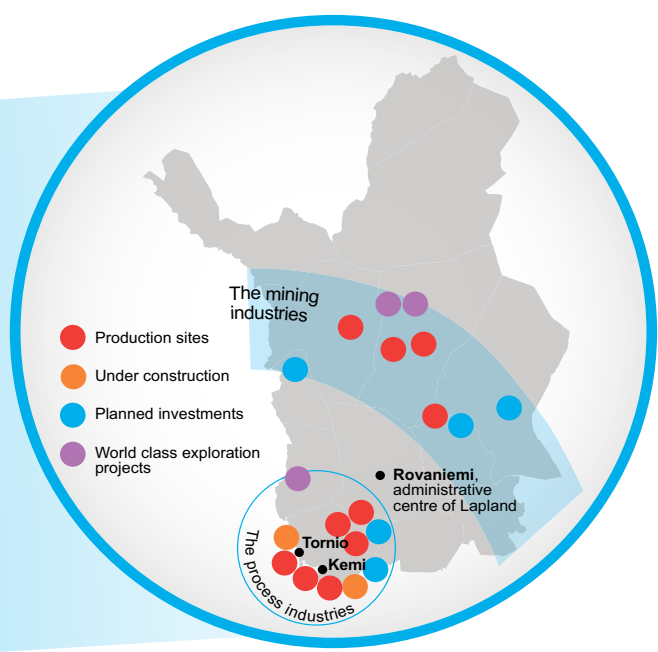 The mining
industries
Production sites
Under construction
Planned investments
World class exploration
projects
Rovaniemi,
administrative
centre of Lapland
Tornio
Kemi
The process industries